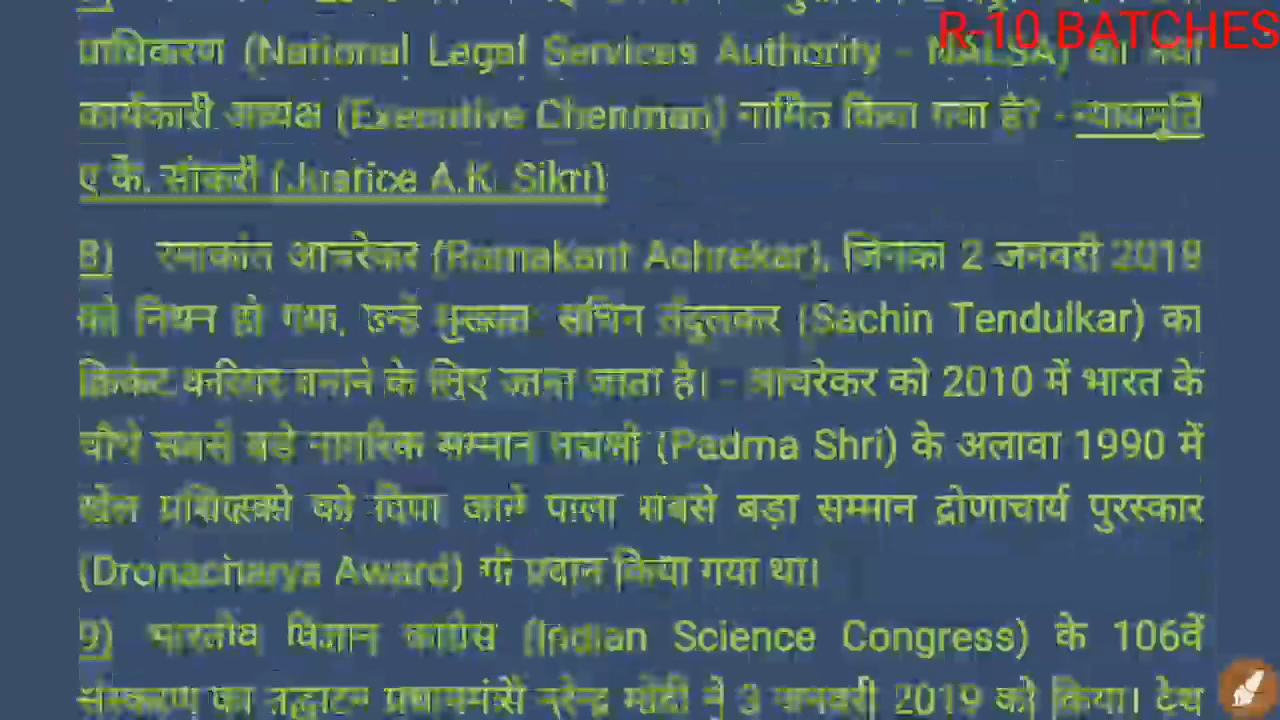 R-10 BATCHES
प्राधिकरण (National Legal Services Authority - NALSA) का नया
कार्यकारी अध्यक्ष (Executive Chenman) नामित किया गया है? - न्यायमूर्ति
ए के. सीकरी (Justice A.K. Sikri)
8) रमाकांत आचरेकर (Ramakant Achrekar), जिनका 2 जनवरी 2019
को निधन हो गया, उन्हें मुख्यतः सचिन तेंदुलकर (Sachin Tendulkar) का
क्रिकेट करियर बनाने के लिए जाना जाता है। - आचरेकर को 2010 में भारत के
चौथे सबसे बडे नागरिक सम्मान पद्मश्री (Padma Shri) के अलावा 1990 में
खेल प्रशिक्षकों को दिया जाने वाला सबसे बड़ा सम्मान द्रोणाचार्य पुरस्कार
(Dronacharya Award) भी प्रदान किया गया था।
9) भारतीय विज्ञान कांग्रेस (Indian Science Congress) के 106वें
संस्करण का उद्घाटन प्रधानमंत्री नरेन्द्र मोदी ने 3 जनवरी 2019 को किया।